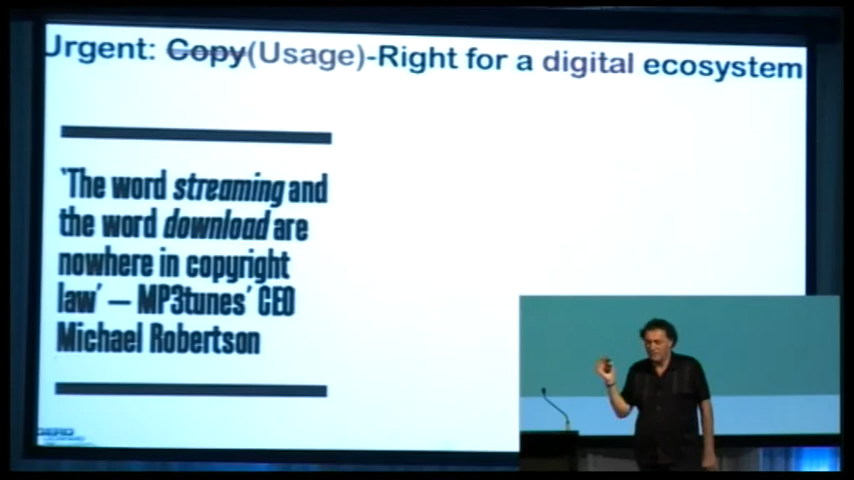 Urgent: Copy(Usage)-Right for a digital ecosystem
'The word streaming and
the word download are
nowhere in copyright
law' – MP3tunes' CEO
Michael Robertson
GERD